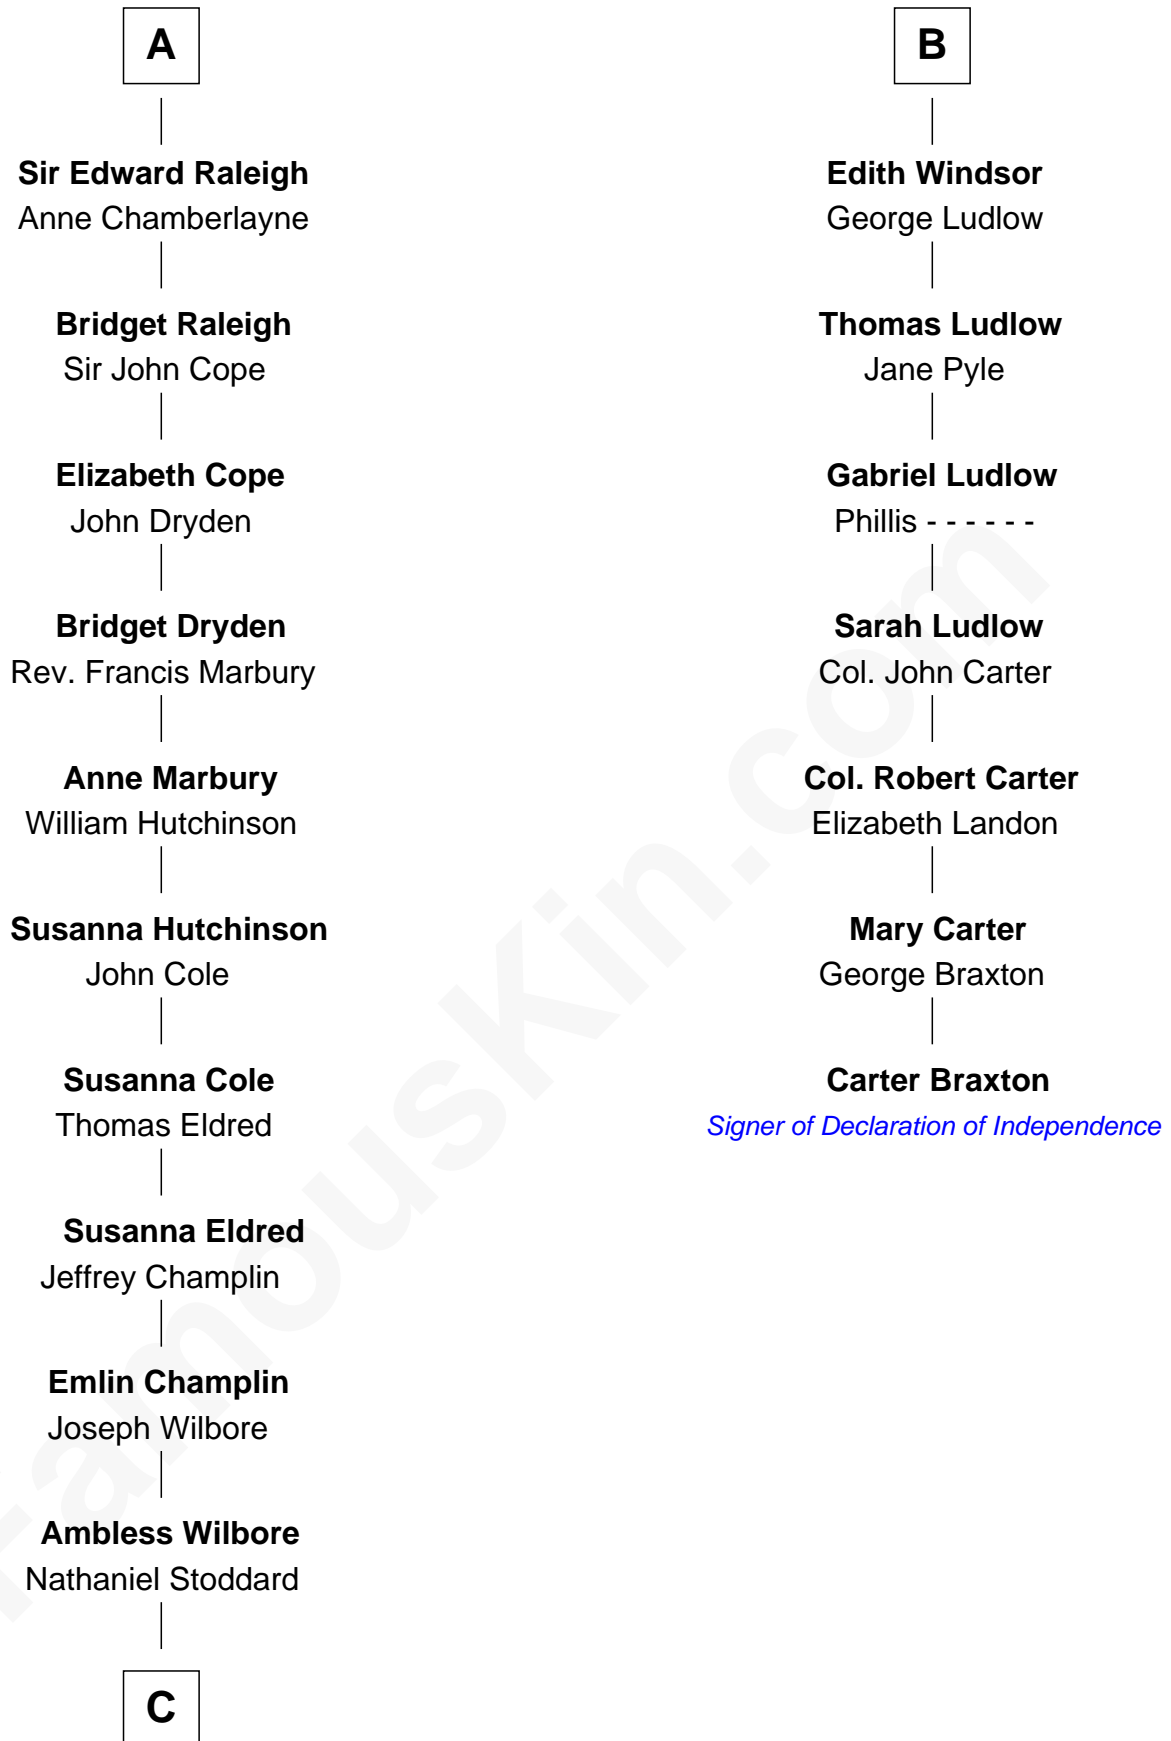 A
Sir Edward Raleigh
Anne Chamberlayne
Bridget Raleigh
Sir John Cope
Elizabeth Cope
John Dryden
Bridget Dryden
Rev. Francis Marbury
Anne Marbury
William Hutchinson
Susanna Hutchinson
John Cole
Susanna Cole
Thomas Eldred
Susanna Eldred
Jeffrey Champlin
Emlin Champlin
Joseph Wilbore
Ambless Wilbore
Nathaniel Stoddard
C
B
Edith Windsor
George Ludlow
Thomas Ludlow
Jane Pyle
Gabriel Ludlow
Phillis - - - - - -
Sarah Ludlow
Col. John Carter
Col. Robert Carter
Elizabeth Landon
Mary Carter
George Braxton
Carter Braxton
Signer of Declaration of Independence
FamousKin.com